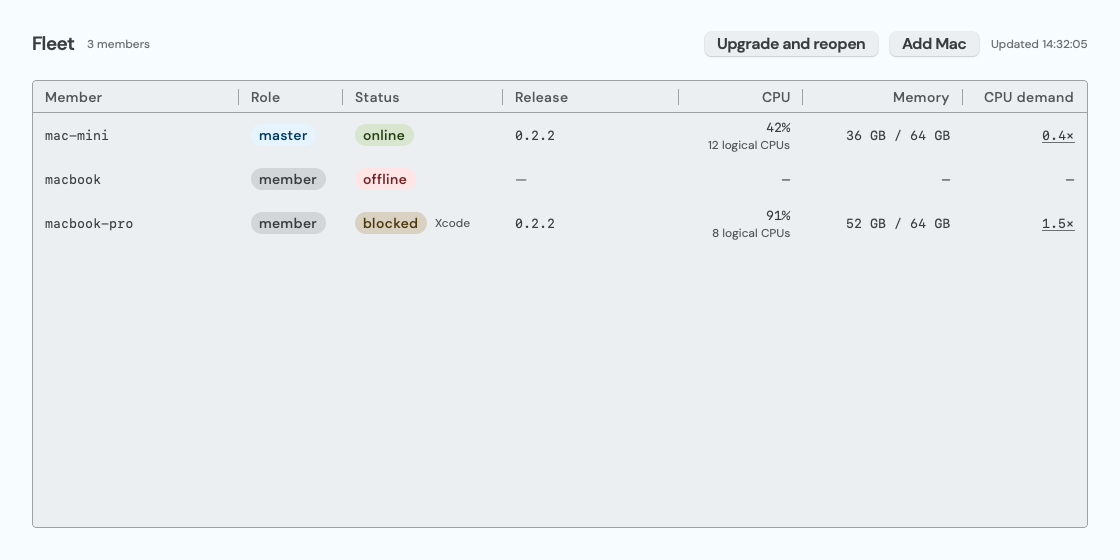 Fleet 3 members Upgrade and reopen Add Mac Updated 14:32:05
Member Role Status Release CPU Memory CPU demand
mac-mini master online 0.2.2 42% 36 GB / 64 GB 0.4×
12 logical CPUs
macbook member offline — — — —
macbook-pro member blocked Xcode 0.2.2 91% 52 GB / 64 GB 1.5×
8 logical CPUs